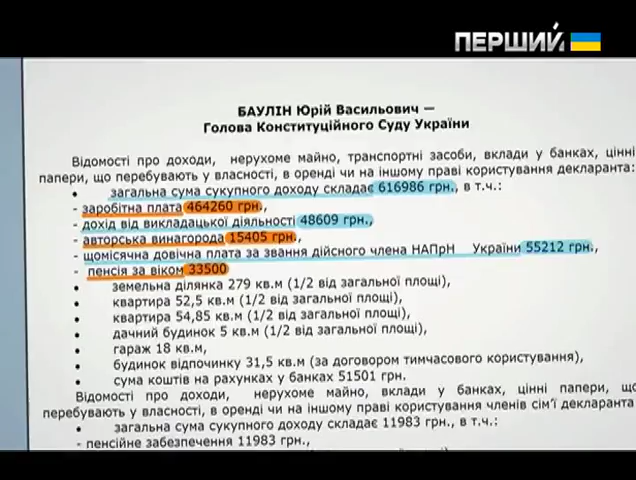 ПЕРШИЙ
БАУЛІН Юрій Васильович —
Голова Конституційного Суду України
Відомості про доходи, нерухоме майно, транспортні засоби, вклади у банках, цінні
папери, що перебувають у власності, в оренді чи на іншому праві користування декларанта:
• загальна сума сукупного доходу складає 616986 грн., в т.ч.:
- заробітна плата 464260 грн.,
- дохід від викладацької діяльності 48609 грн.,
- авторська винагорода 15405 грн.,
- щомісячна довічна плата за звання дійсного члена НАПрН України 55212 грн.,
- пенсія за віком 33500
• земельна ділянка 279 кв.м (1/2 від загальної площі),
• квартира 52,5 кв.м (1/2 від загальної площі),
• квартира 54,85 кв.м (1/2 від загальної площі),
• дачний будинок 5 кв.м (1/2 від загальної площі),
• гараж 18 кв.м,
• будинок відпочинку 31,5 кв.м (за договором тимчасового користування),
• сума коштів на рахунках у банках 51501 грн.
Відомості про доходи, нерухоме майно, вклади у банках, цінні папери, що
перебувають у власності, в оренді чи на іншому праві користування членів сім'ї декларанта
• загальна сума сукупного доходу складає 11983 грн., в т.ч.:
- пенсійне забезпечення 11983 грн.,